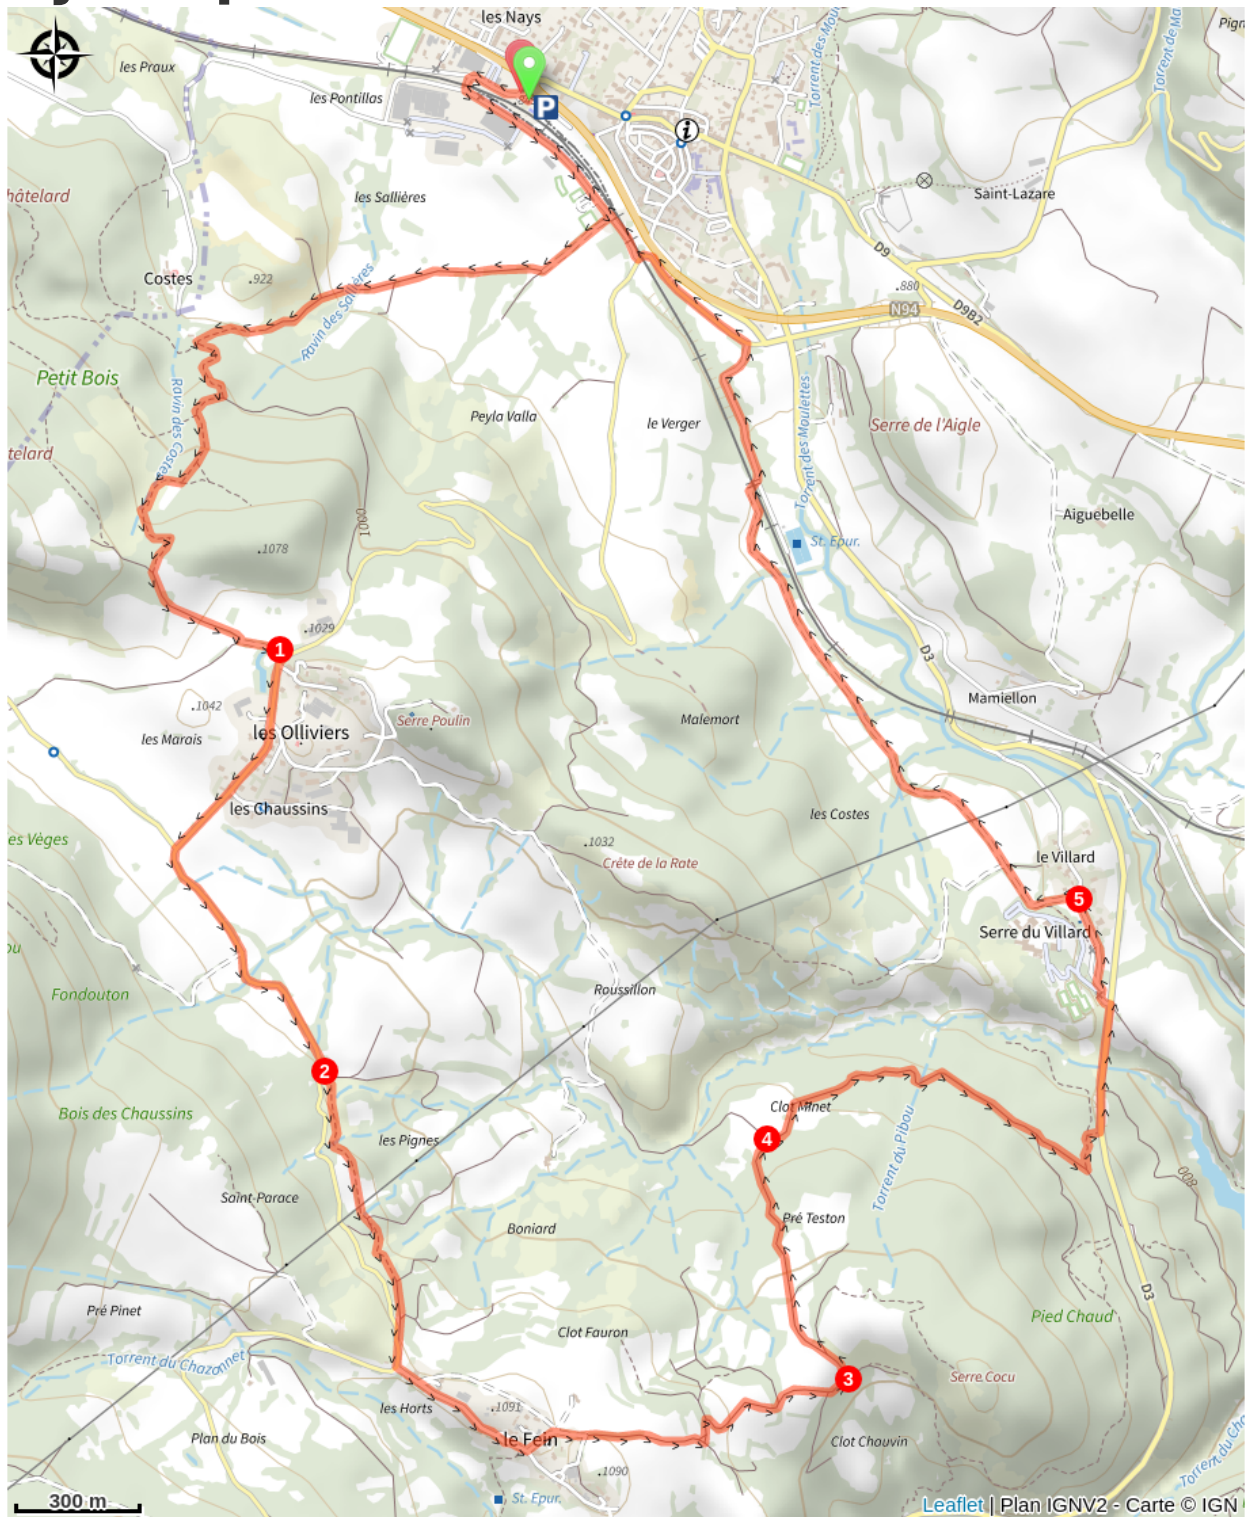 les Nays
Torrent des Mou
Torrent de Ma
Pign
les Praux
les Pontillas
P
i
hâtelard
les Sallières
Saint-Lazare
D9
Costes
.922
.880
D9B2
N94
Ravin des Sallières
Petit Bois
Ravin des Costes
Peyla Valla
le Verger
Torrent des Moulettes
Serre de l'Aigle
telard
1000
Aiguebelle
.1078
St. Epur.
.1029
1
D3
.1042
Mamiellon
les Marais
les Olliviers
Serre Poulin
Malemort
les Chaussins
les Costes
es Vèges
.1032
Crête de la Rate
le Villard
5
ou
Serre du Villard
Fondouton
Roussillon
2
Bois des Chaussins
Clot Minet
4
les Pignes
Torrent du Pibou
800
Saint-Parace
Boniard
Pré Teston
Pré Pinet
Clot Fauron
Pied Chaud
D3
Torrent du Chazonnet
3
Serre Cocu
les Horts
.1091
Plan du Bois
le Fein
Clot Chouvin
.1090
Torrent du Cha
300 m
St. Epur.
Leaflet | Plan IGNV2 - Carte © IGN